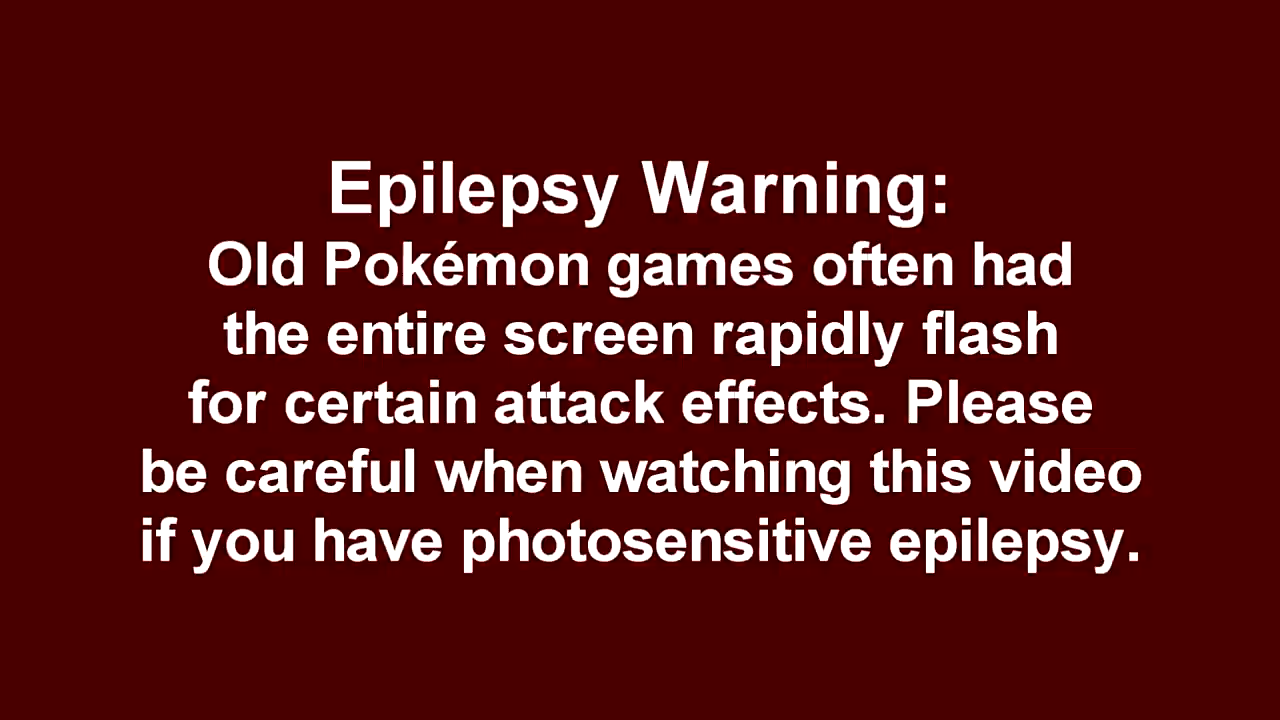 Epilepsy Warning:
Old Pokémon games often had
the entire screen rapidly flash
for certain attack effects. Please
be careful when watching this video
if you have photosensitive epilepsy.